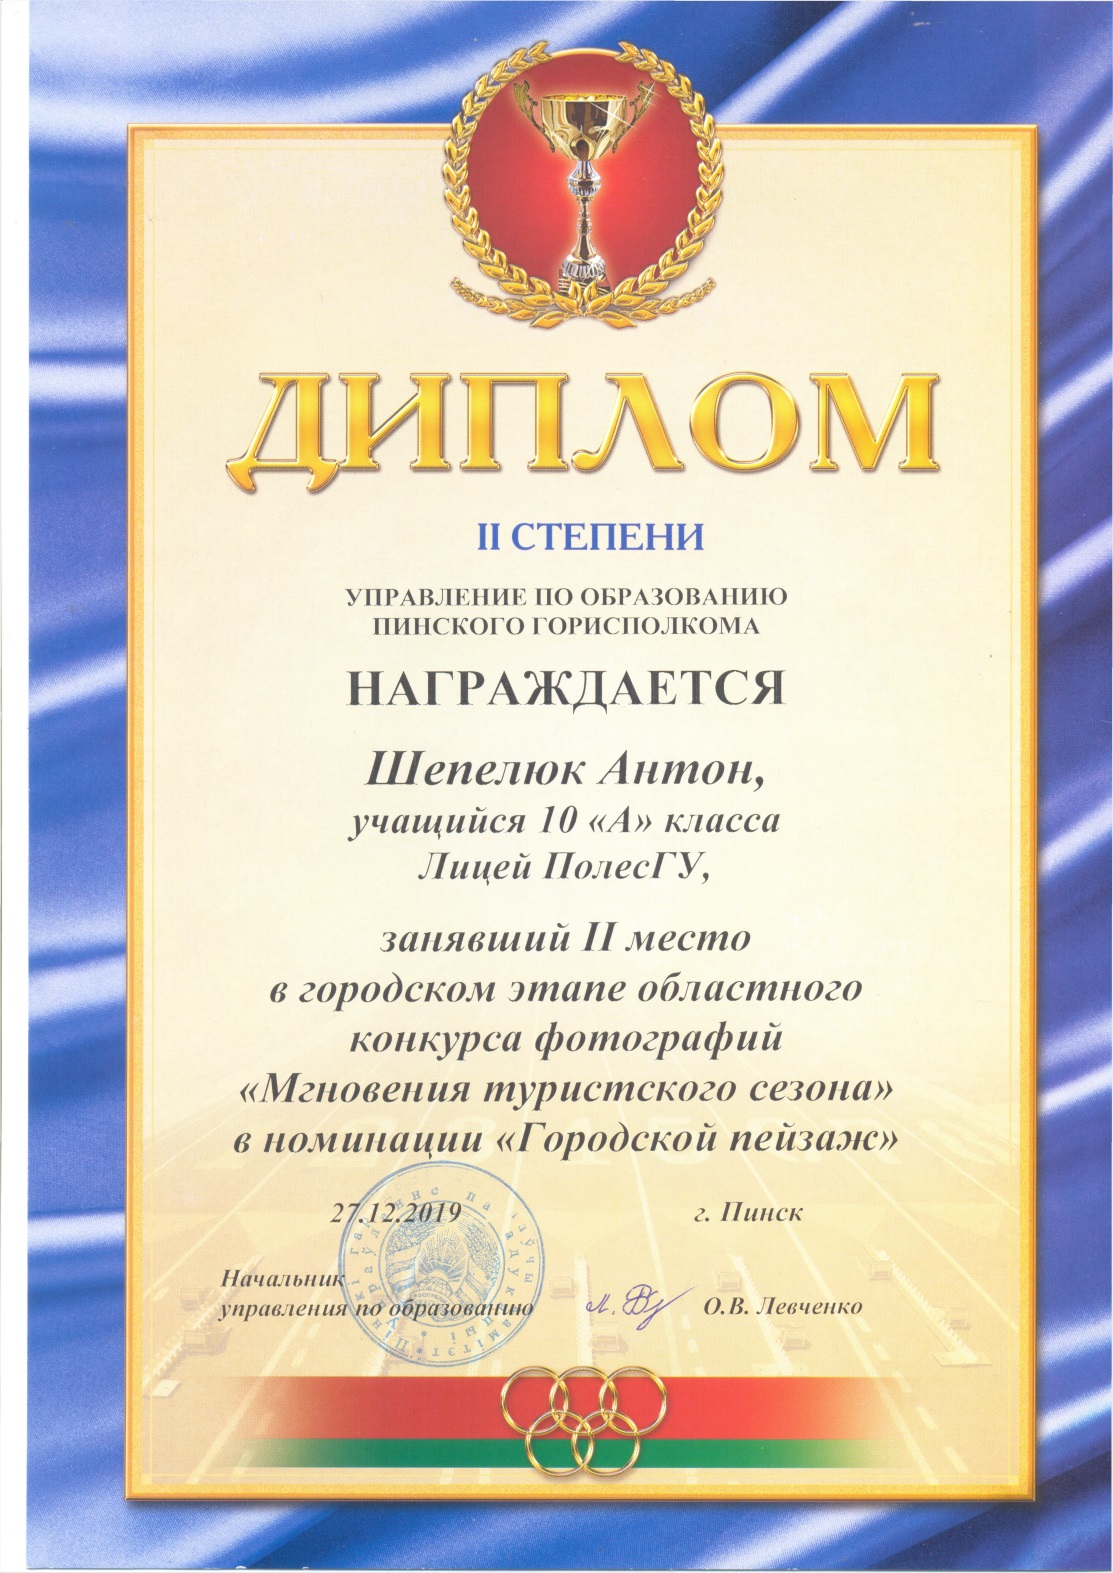 ДИПЛОМ
II СТЕПЕНИ
УПРАВЛЕНИЕ ПО ОБРАЗОВАНИЮ
ПИНСКОГО ГОРИСПОЛКОМА
НАГРАЖДАЕТСЯ
Шепелюк Антон,
учащийся 10 «А» класса
Лицей ПолесГУ,
занявший II место
в городском этапе областного
конкурса фотографий
«Мгновения туристского сезона»
в номинации «Городской пейзаж»
27.12.2019 г. Пинск
Начальник
управления по образованию О.В. Левченко